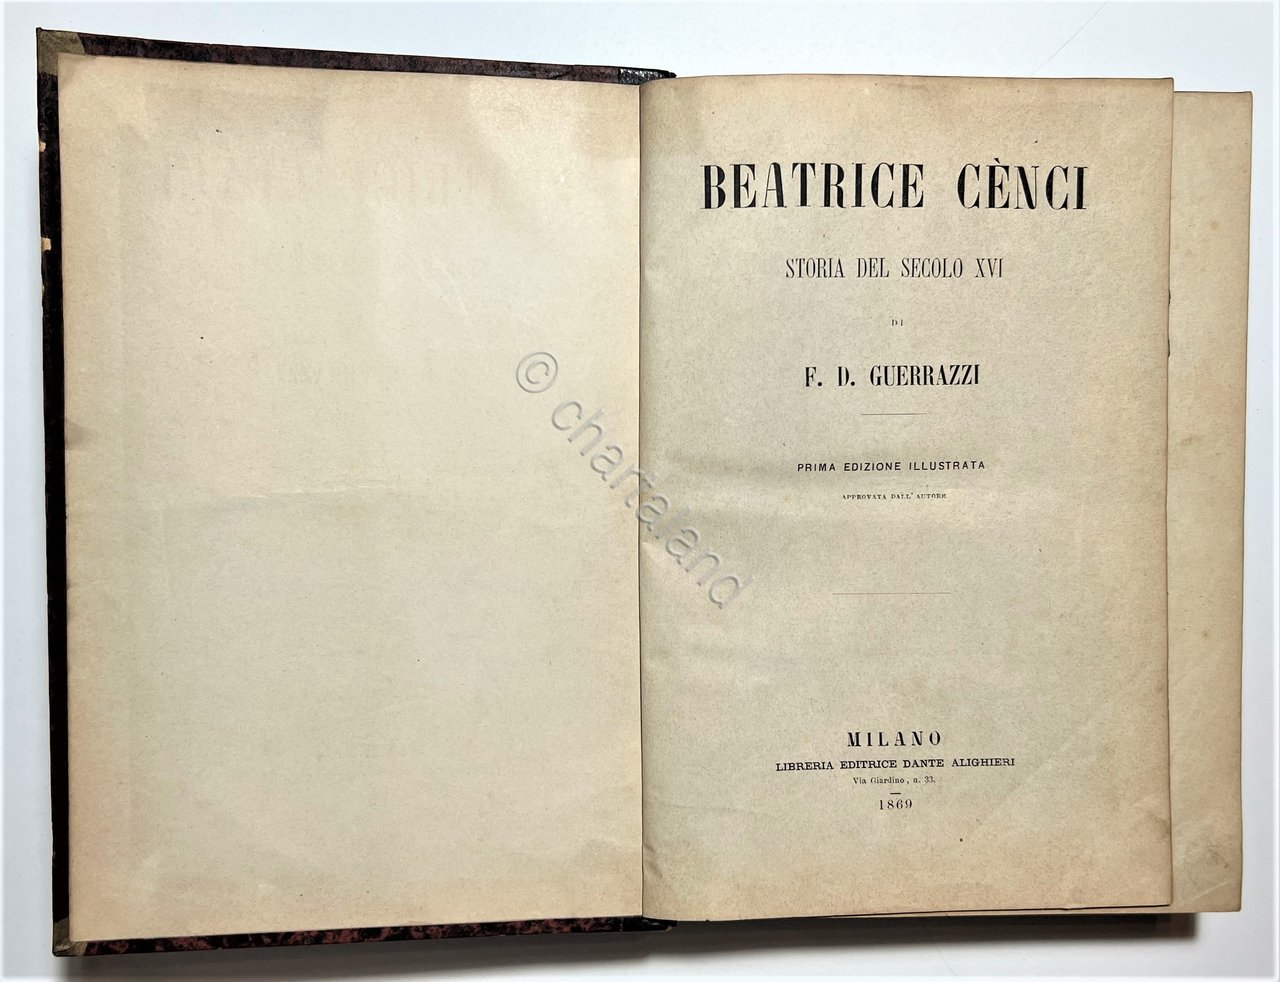 BEATRICE CÈNCI
STORIA DEL SECOLO XVI
DI
F. D. GUERRAZZI
PRIMA EDIZIONE ILLUSTRATA
APPROVATA DALL' AUTORE
MILANO
LIBRERIA EDITRICE DANTE ALIGHIERI
Via Giardino, n. 33.
1869
© chartaland